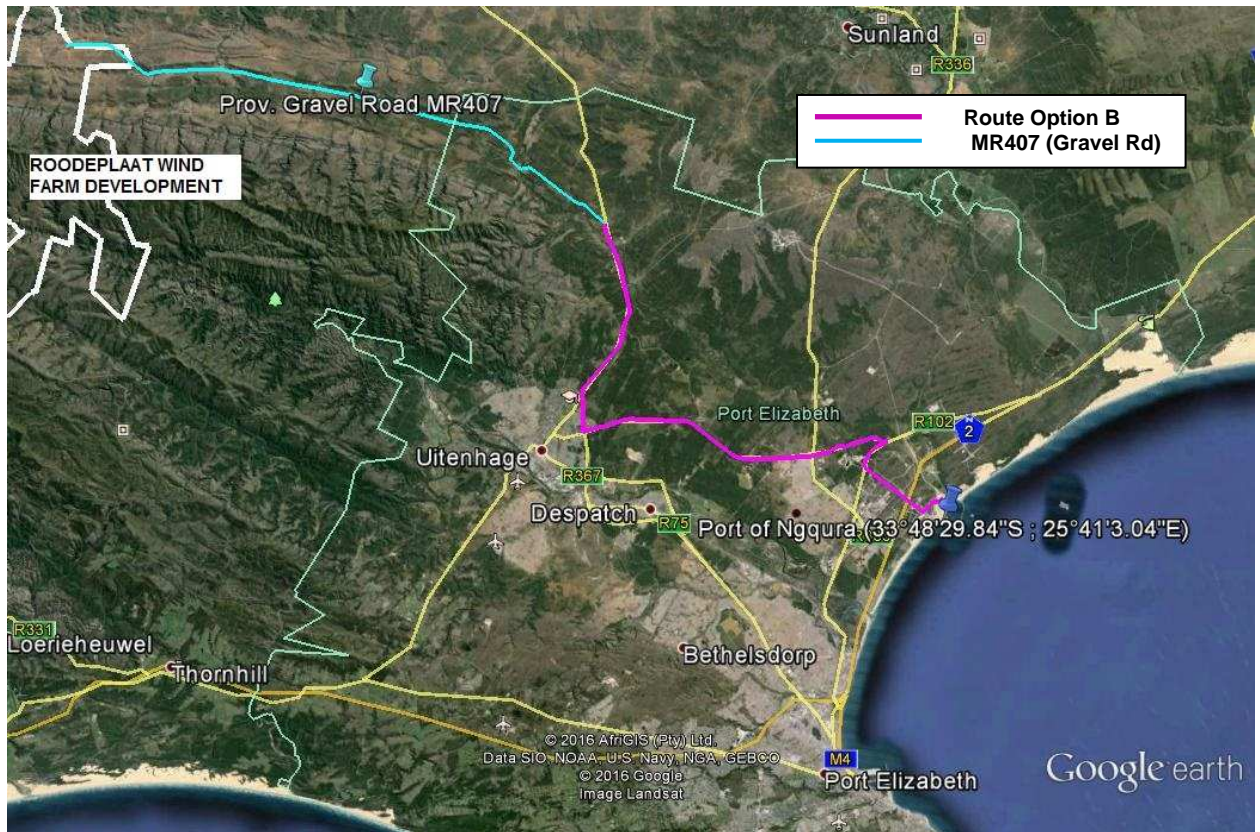 Sunland
R336
Prov. Gravel Road MR407
Route Option B
MR407 (Gravel Rd)
ROODEPLAAT WIND
FARM DEVELOPMENT
Port Elizabeth
R102
N
2
Uitenhage
R367
Despatch
R75
Port of Ngqura (33°48'29.84"S ; 25°41'3.04"E)
R331
Loerieheuwel
Thornhill
Bethelsdorp
© 2016 AfriGIS (Pty) Ltd.
Data SIO, NOAA, U.S. Navy, NGA, GEBCO
© 2016 Google
Image Landsat
M4
Port Elizabeth
Google earth